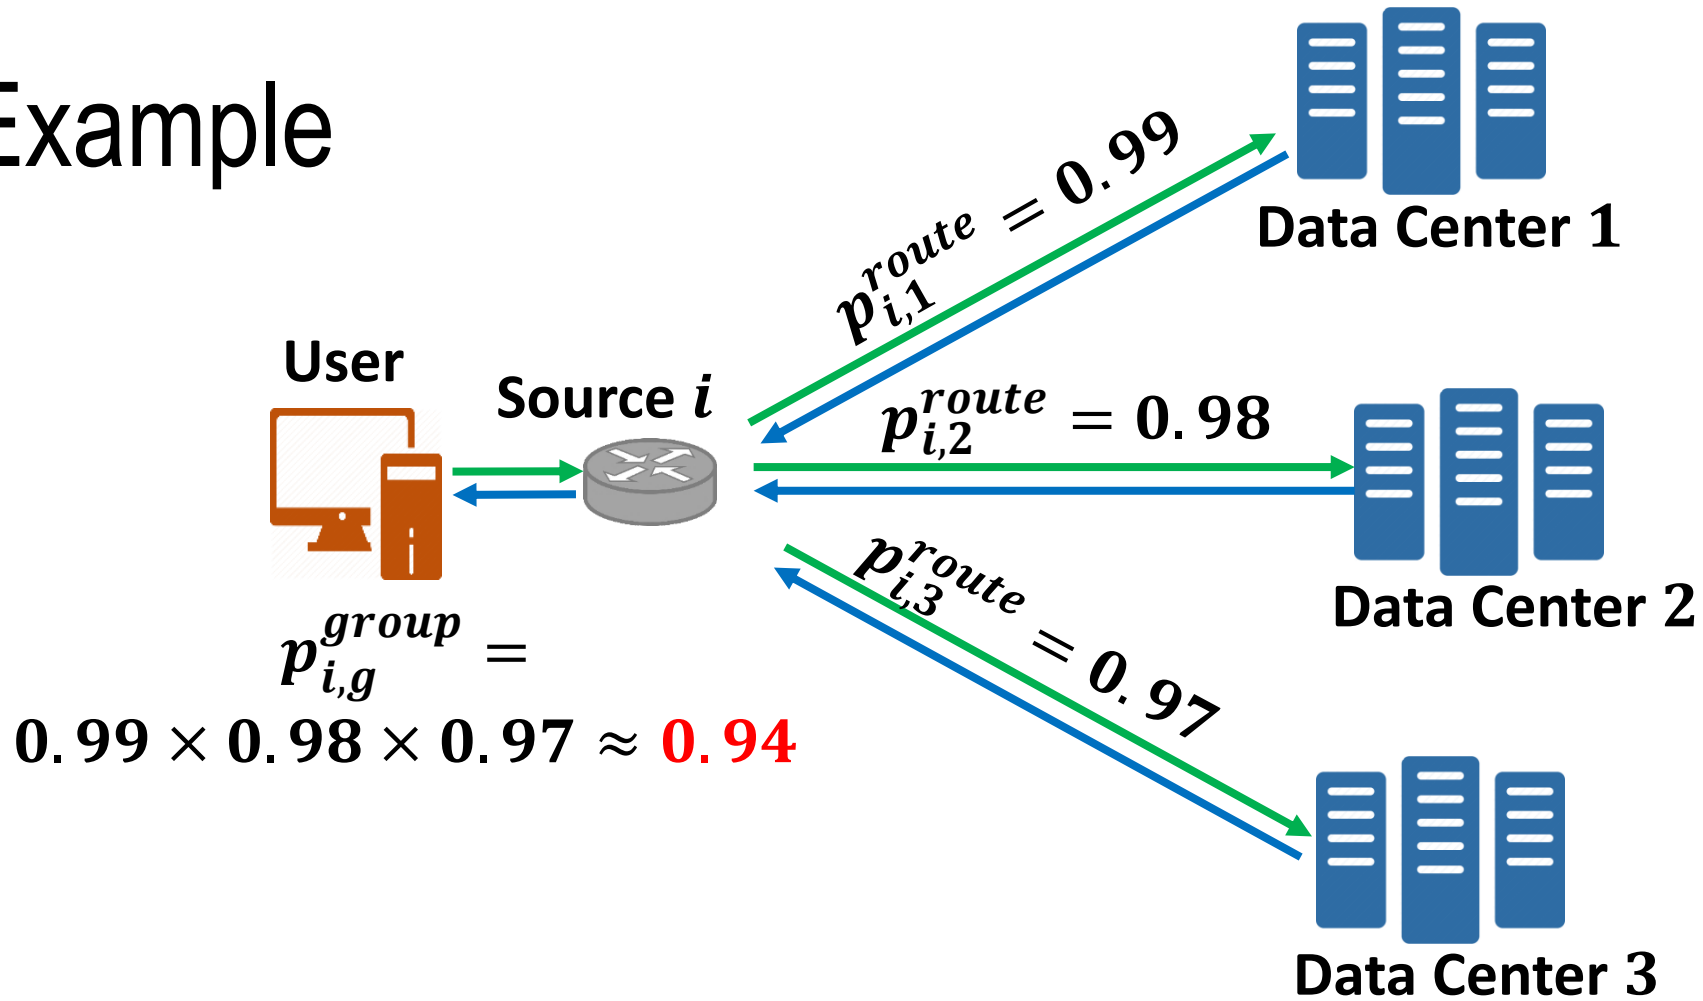 Example
Data Center 1
p_{i,1}^{route} = 0.99
User
Source i
p_{i,2}^{route} = 0.98
Data Center 2
p_{i,3}^{route} = 0.97
p_{i,g}^{group} =
0.99 × 0.98 × 0.97 ≈ 0.94
Data Center 3